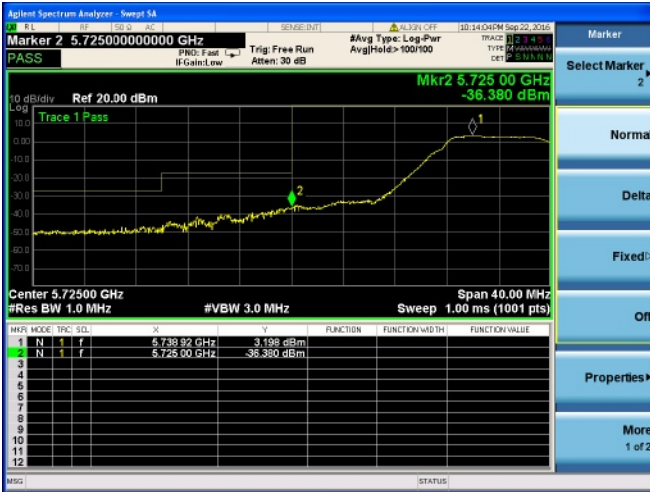 Agilent Spectrum Analyzer - Swept SA
RL RF 50 Ω AC SENSE:INT ALIGN OFF 10:14:04PM Sep 22, 2016
Marker 2 5.725000000000 GHz
PASS
PNO: Fast
IFGain:Low
Trig: Free Run
Atten: 30 dB
#Avg Type: Log-Pwr
Avg|Hold:>100/100
TRACE 1 2 3 4 5 6
TYPE
DET P S N N N N
Mkr2 5.725 00 GHz
-36.380 dBm
10 dB/div Ref 20.00 dBm
Log
Trace 1 Pass
10.0
0.00
-10.0
-20.0
-30.0
-40.0
-50.0
-60.0
-70.0
1
2
Center 5.72500 GHz Span 40.00 MHz
#Res BW 1.0 MHz #VBW 3.0 MHz Sweep 1.00 ms (1001 pts)
MKR MODE TRC SCL X Y FUNCTION FUNCTION WIDTH FUNCTION VALUE
1 N 1 f 5.738 92 GHz 3.198 dBm
2 N 1 f 5.725 00 GHz -36.380 dBm
3
4
5
6
7
8
9
10
11
12
MSG STATUS
Marker
Select Marker
2
Normal
Delta
Fixed
Off
Properties
More
1 of 2